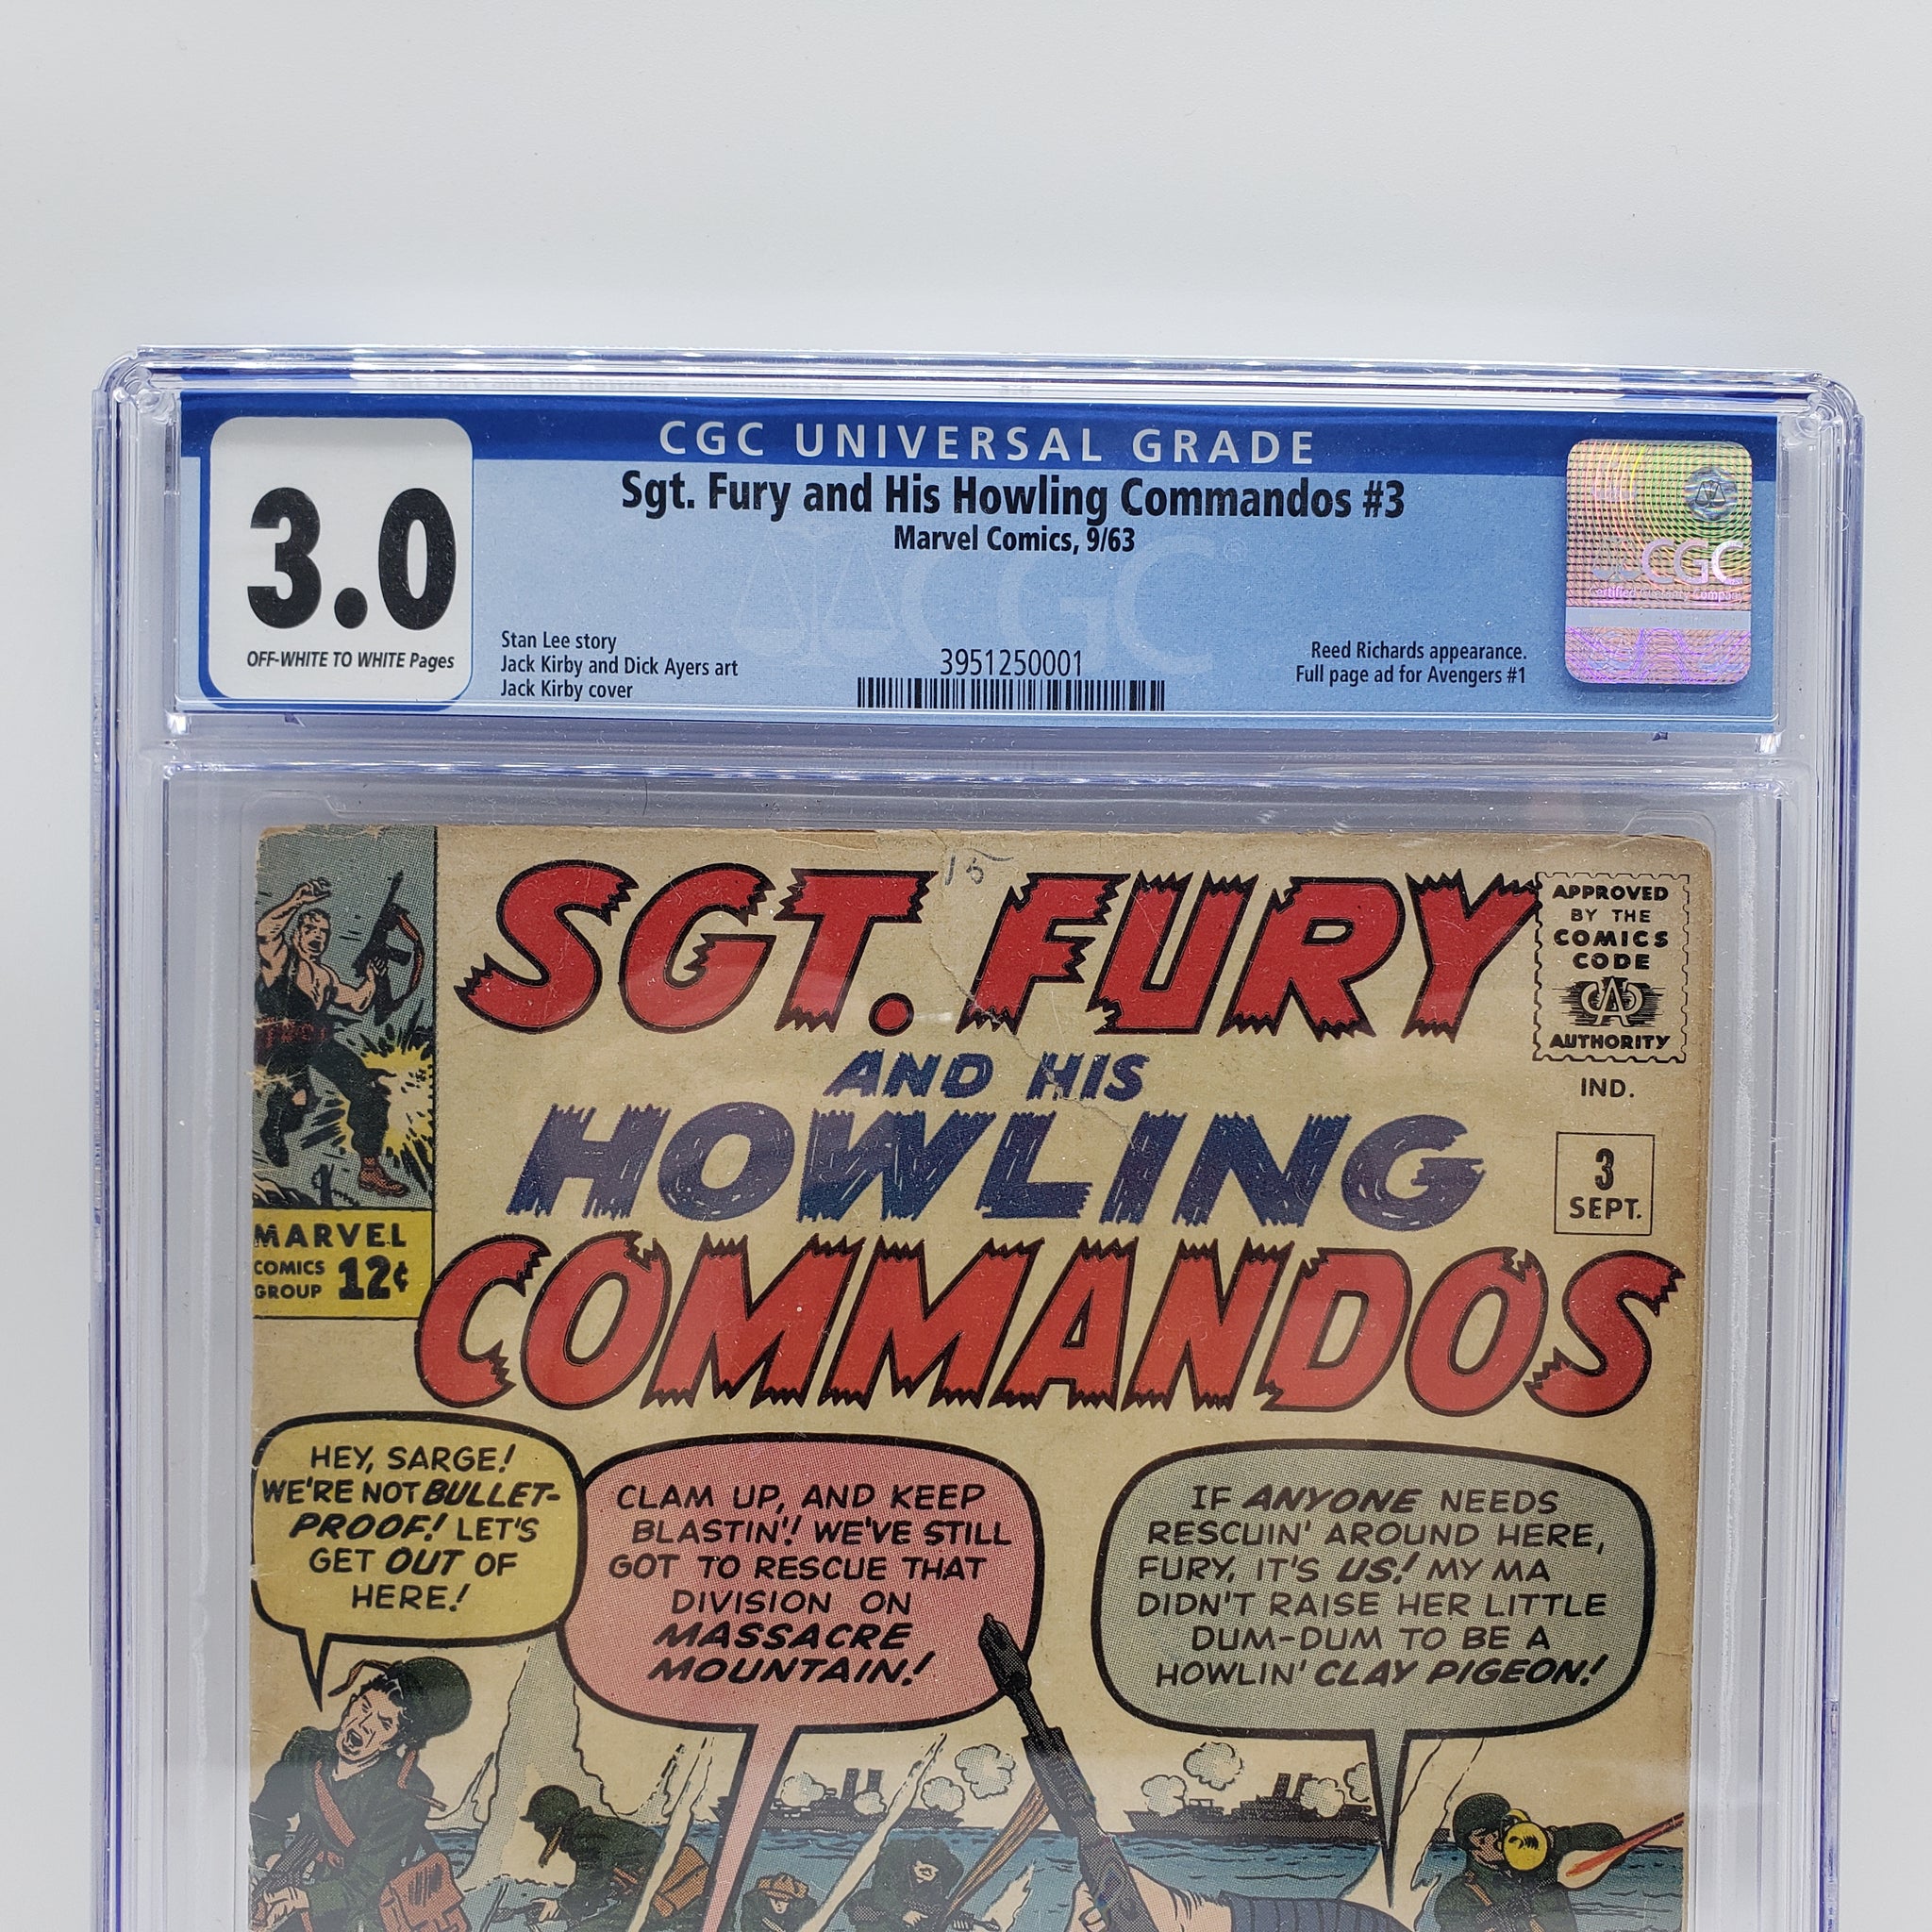 CGC UNIVERSAL GRADE
3.0
OFF-WHITE TO WHITE Pages
Sgt. Fury and His Howling Commandos #3
Marvel Comics, 9/63
CGC
Stan Lee story
Jack Kirby and Dick Ayers art
Jack Kirby cover
3951250001
Reed Richards appearance.
Full page ad for Avengers #1
CGC
15
SGT. FURY
AND HIS
HOWLING
COMMANDOS
APPROVED
BY THE
COMICS
CODE
CA
AUTHORITY
IND.
3
SEPT.
MARVEL
COMICS
GROUP 12¢
HEY, SARGE!
WE'RE NOT BULLET-
PROOF! LET'S
GET OUT OF
HERE!
CLAM UP, AND KEEP
BLASTIN'! WE'VE STILL
GOT TO RESCUE THAT
DIVISION ON
MASSACRE
MOUNTAIN!
IF ANYONE NEEDS
RESCUIN' AROUND HERE,
FURY, IT'S US! MY MA
DIDN'T RAISE HER LITTLE
DUM-DUM TO BE A
HOWLIN' CLAY PIGEON!